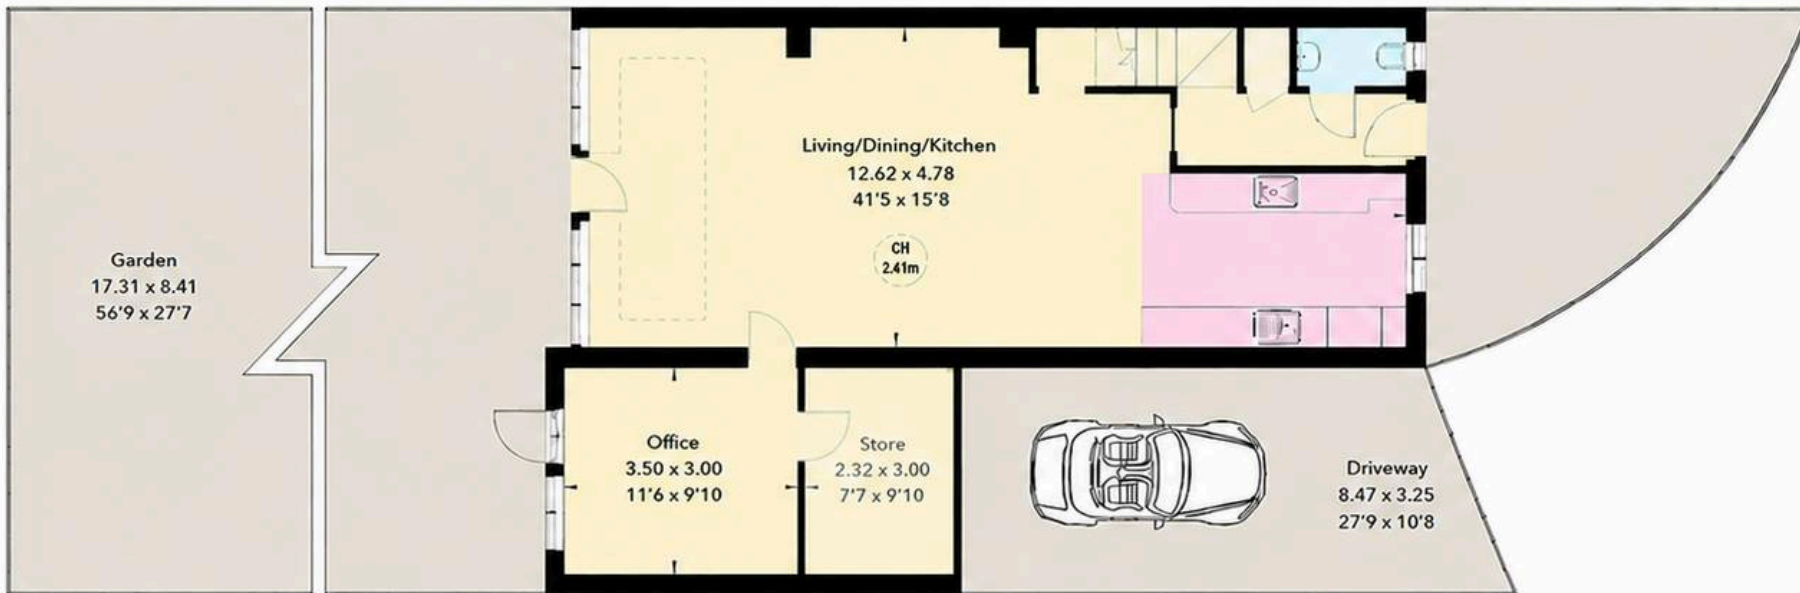 Living/Dining/Kitchen
12.62 x 4.78
41'5 x 15'8
CH
2.41m
Garden
17.31 x 8.41
56'9 x 27'7
Office
3.50 x 3.00
11'6 x 9'10
Store
2.32 x 3.00
7'7 x 9'10
Driveway
8.47 x 3.25
27'9 x 10'8